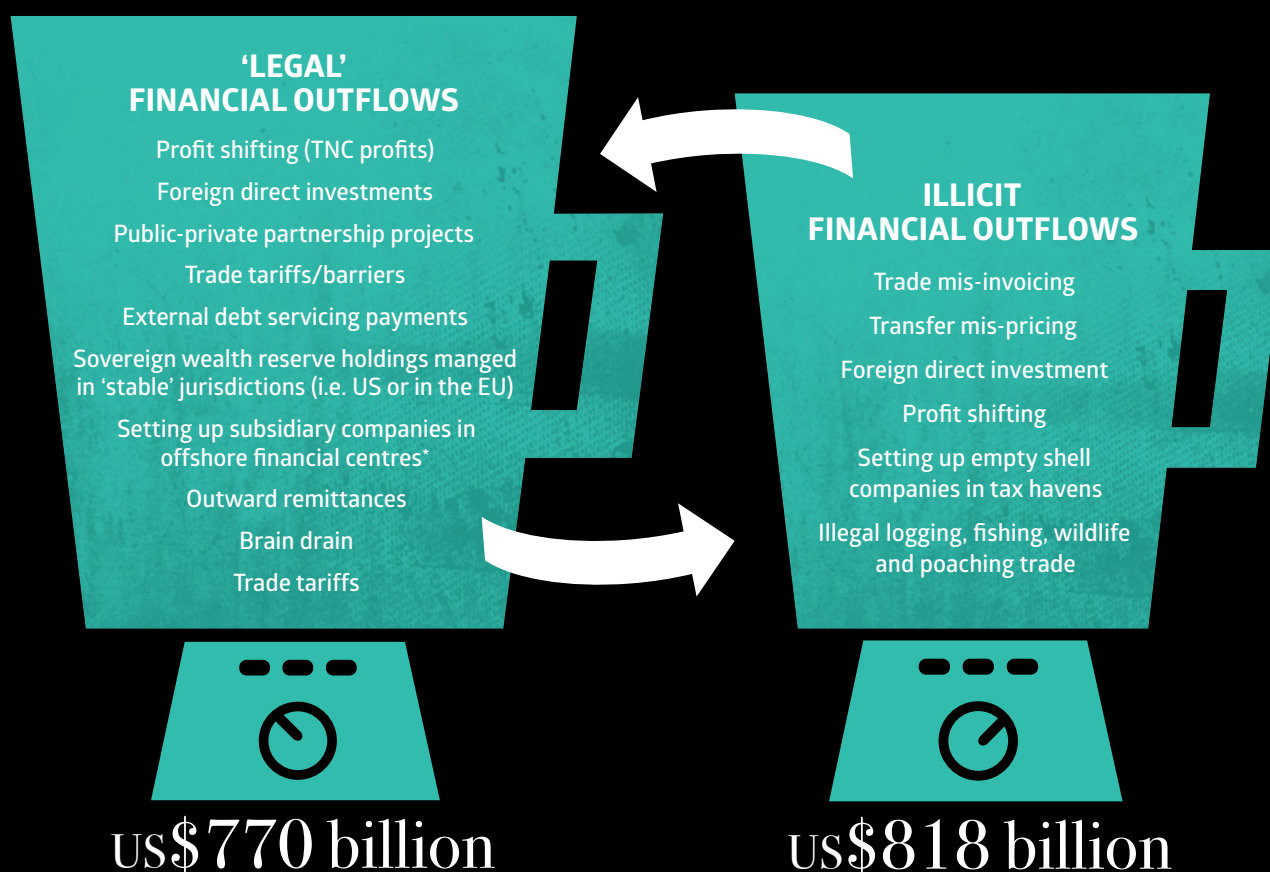 ‘LEGAL’
FINANCIAL OUTFLOWS
Profit shifting (TNC profits)
Foreign direct investments
Public-private partnership projects
Trade tariffs/barriers
External debt servicing payments
Sovereign wealth reserve holdings manged
in ‘stable’ jurisdictions (i.e. US or in the EU)
Setting up subsidiary companies in
offshore financial centres*
Outward remittances
Brain drain
Trade tariffs
US$770 billion
ILLICIT
FINANCIAL OUTFLOWS
Trade mis-invoicing
Transfer mis-pricing
Foreign direct investment
Profit shifting
Setting up empty shell
companies in tax havens
Illegal logging, fishing, wildlife
and poaching trade
US$818 billion